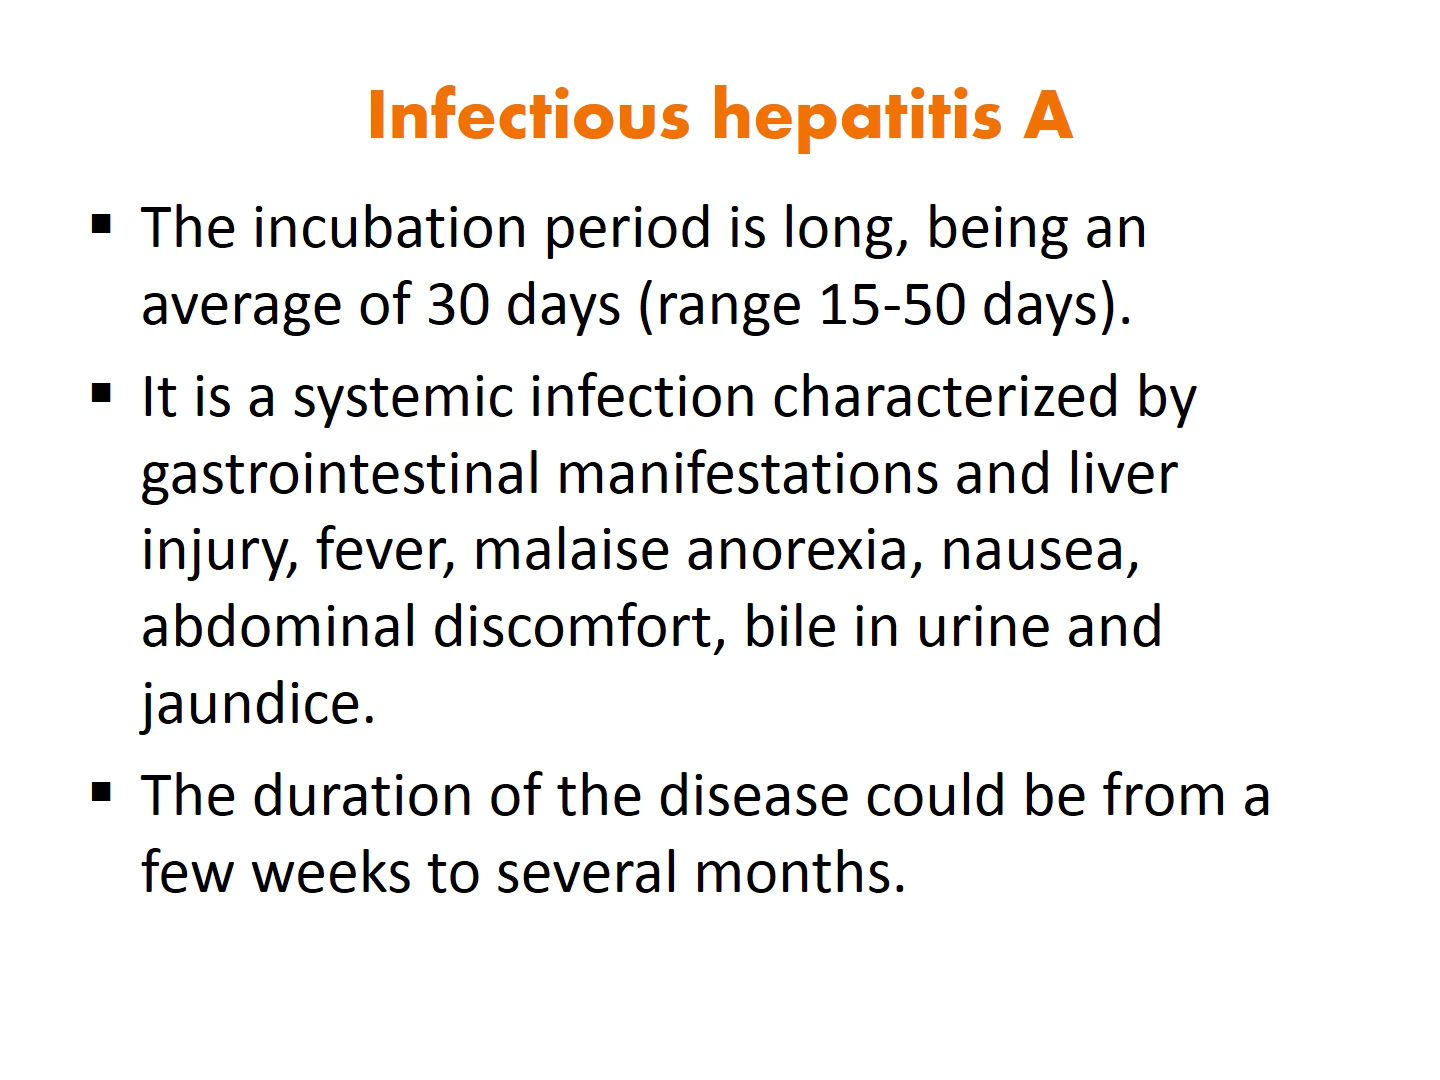 Infectious hepatitis A
▪ The incubation period is long, being an
average of 30 days (range 15-50 days).
▪ It is a systemic infection characterized by
gastrointestinal manifestations and liver
injury, fever, malaise anorexia, nausea,
abdominal discomfort, bile in urine and
jaundice.
▪ The duration of the disease could be from a
few weeks to several months.